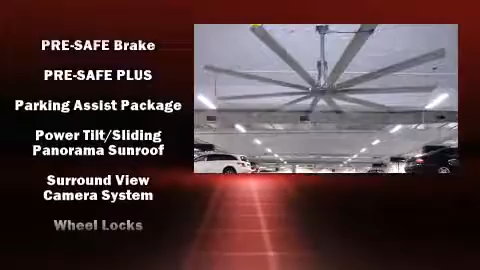 PRE-SAFE Brake
PRE-SAFE PLUS
Parking Assist Package
Power Tilt/Sliding
Panorama Sunroof
Surround View
Camera System
Wheel Locks